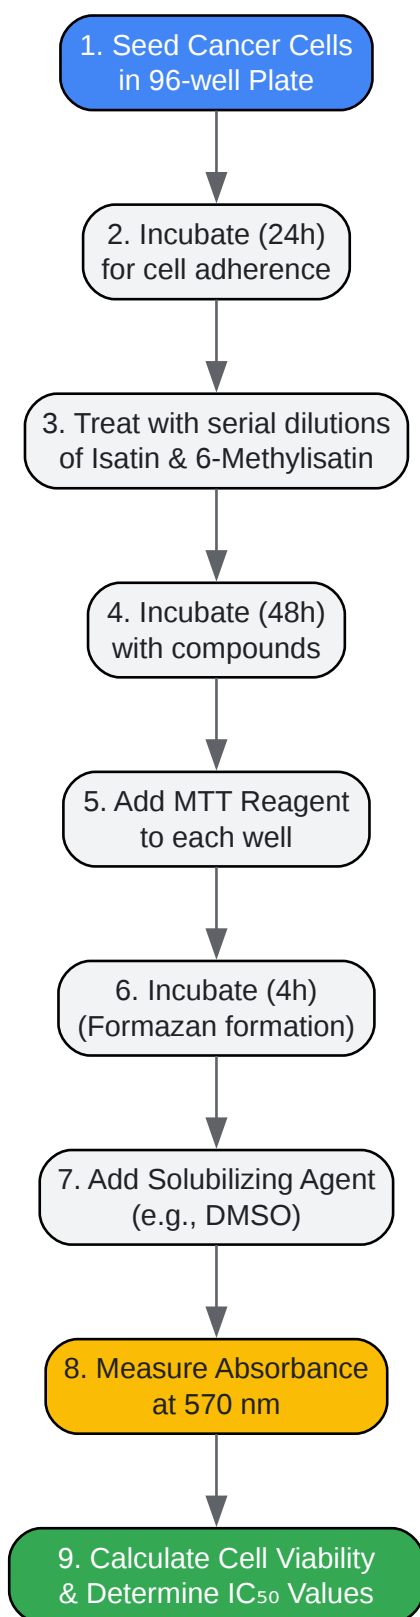 1. Seed Cancer Cells
in 96-well Plate
2. Incubate (24h)
for cell adherence
3. Treat with serial dilutions
of Isatin & 6-Methylisatin
4. Incubate (48h)
with compounds
5. Add MTT Reagent
to each well
6. Incubate (4h)
(Formazan formation)
7. Add Solubilizing Agent
(e.g., DMSO)
8. Measure Absorbance
at 570 nm
9. Calculate Cell Viability
& Determine IC₅₀ Values